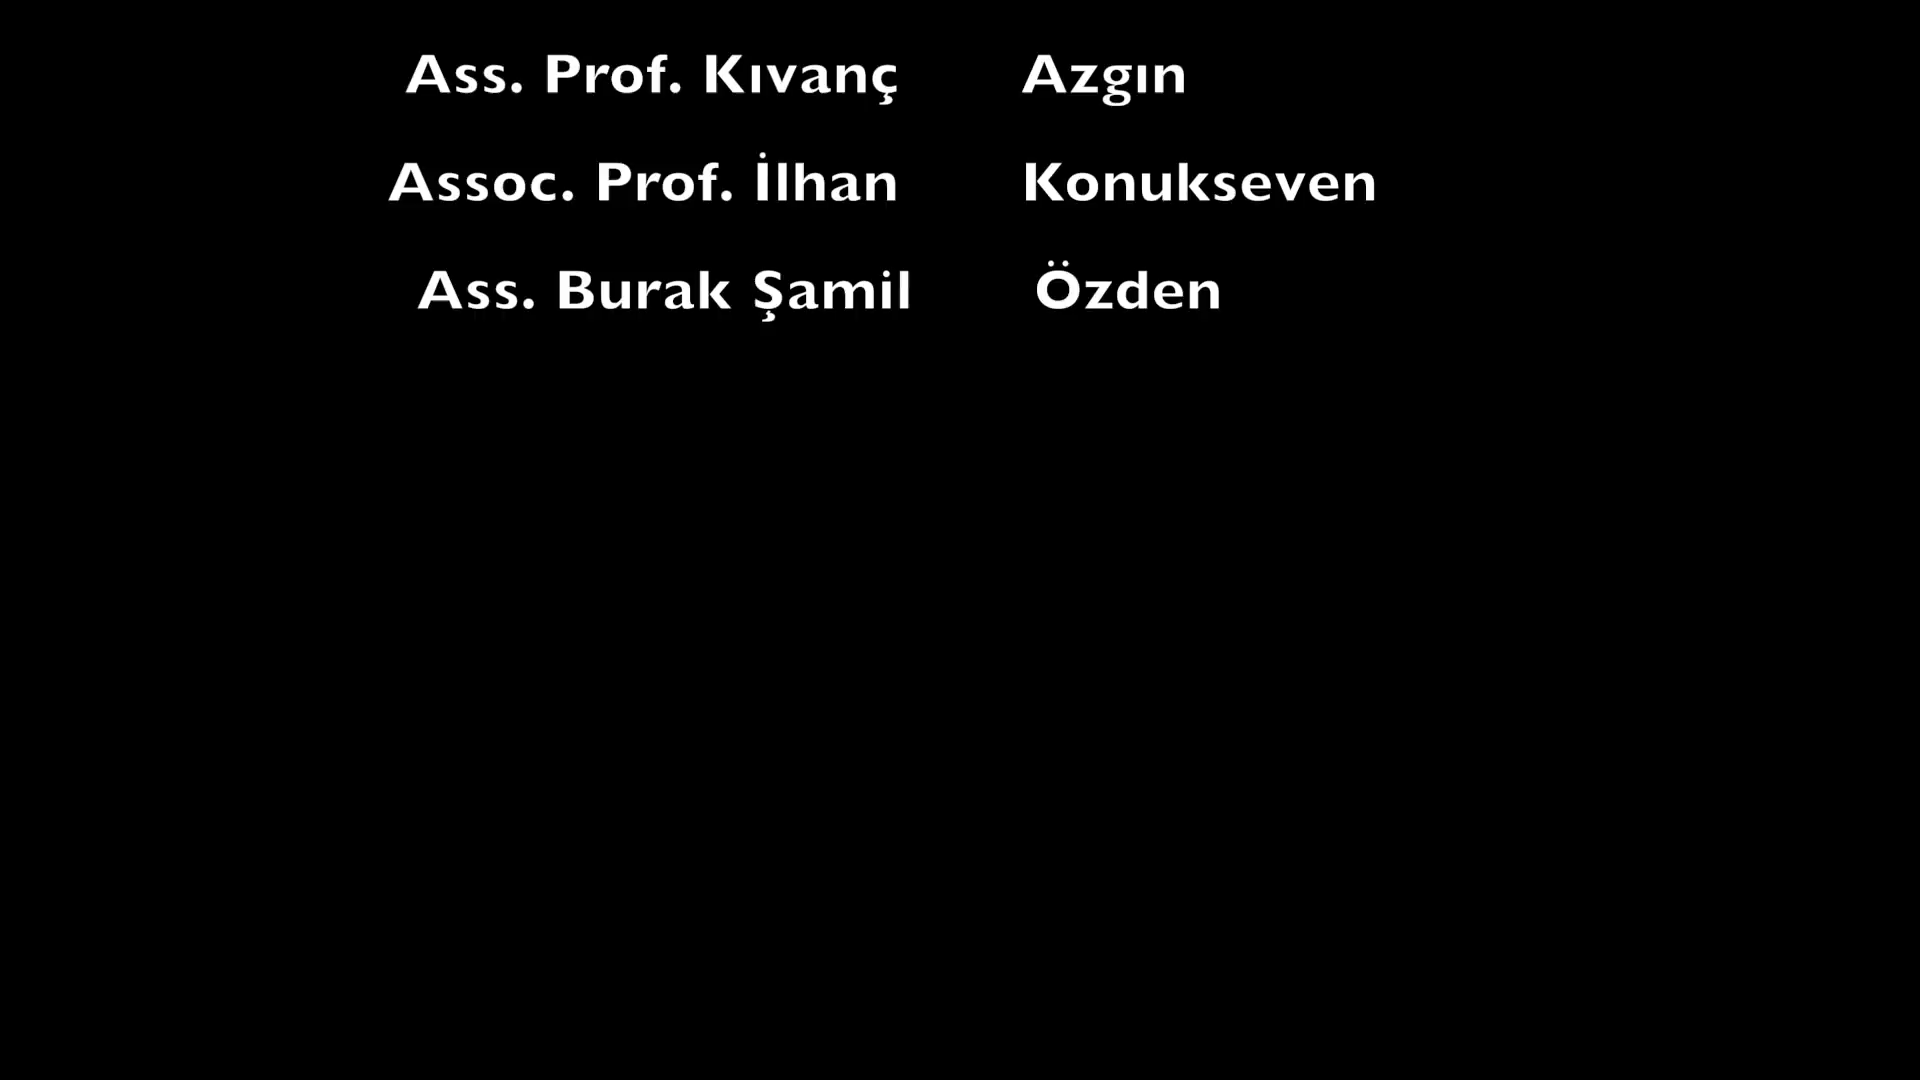 Ass. Prof. Kıvanç Azgın
Assoc. Prof. İlhan Konukseven
Ass. Burak Şamil Özden